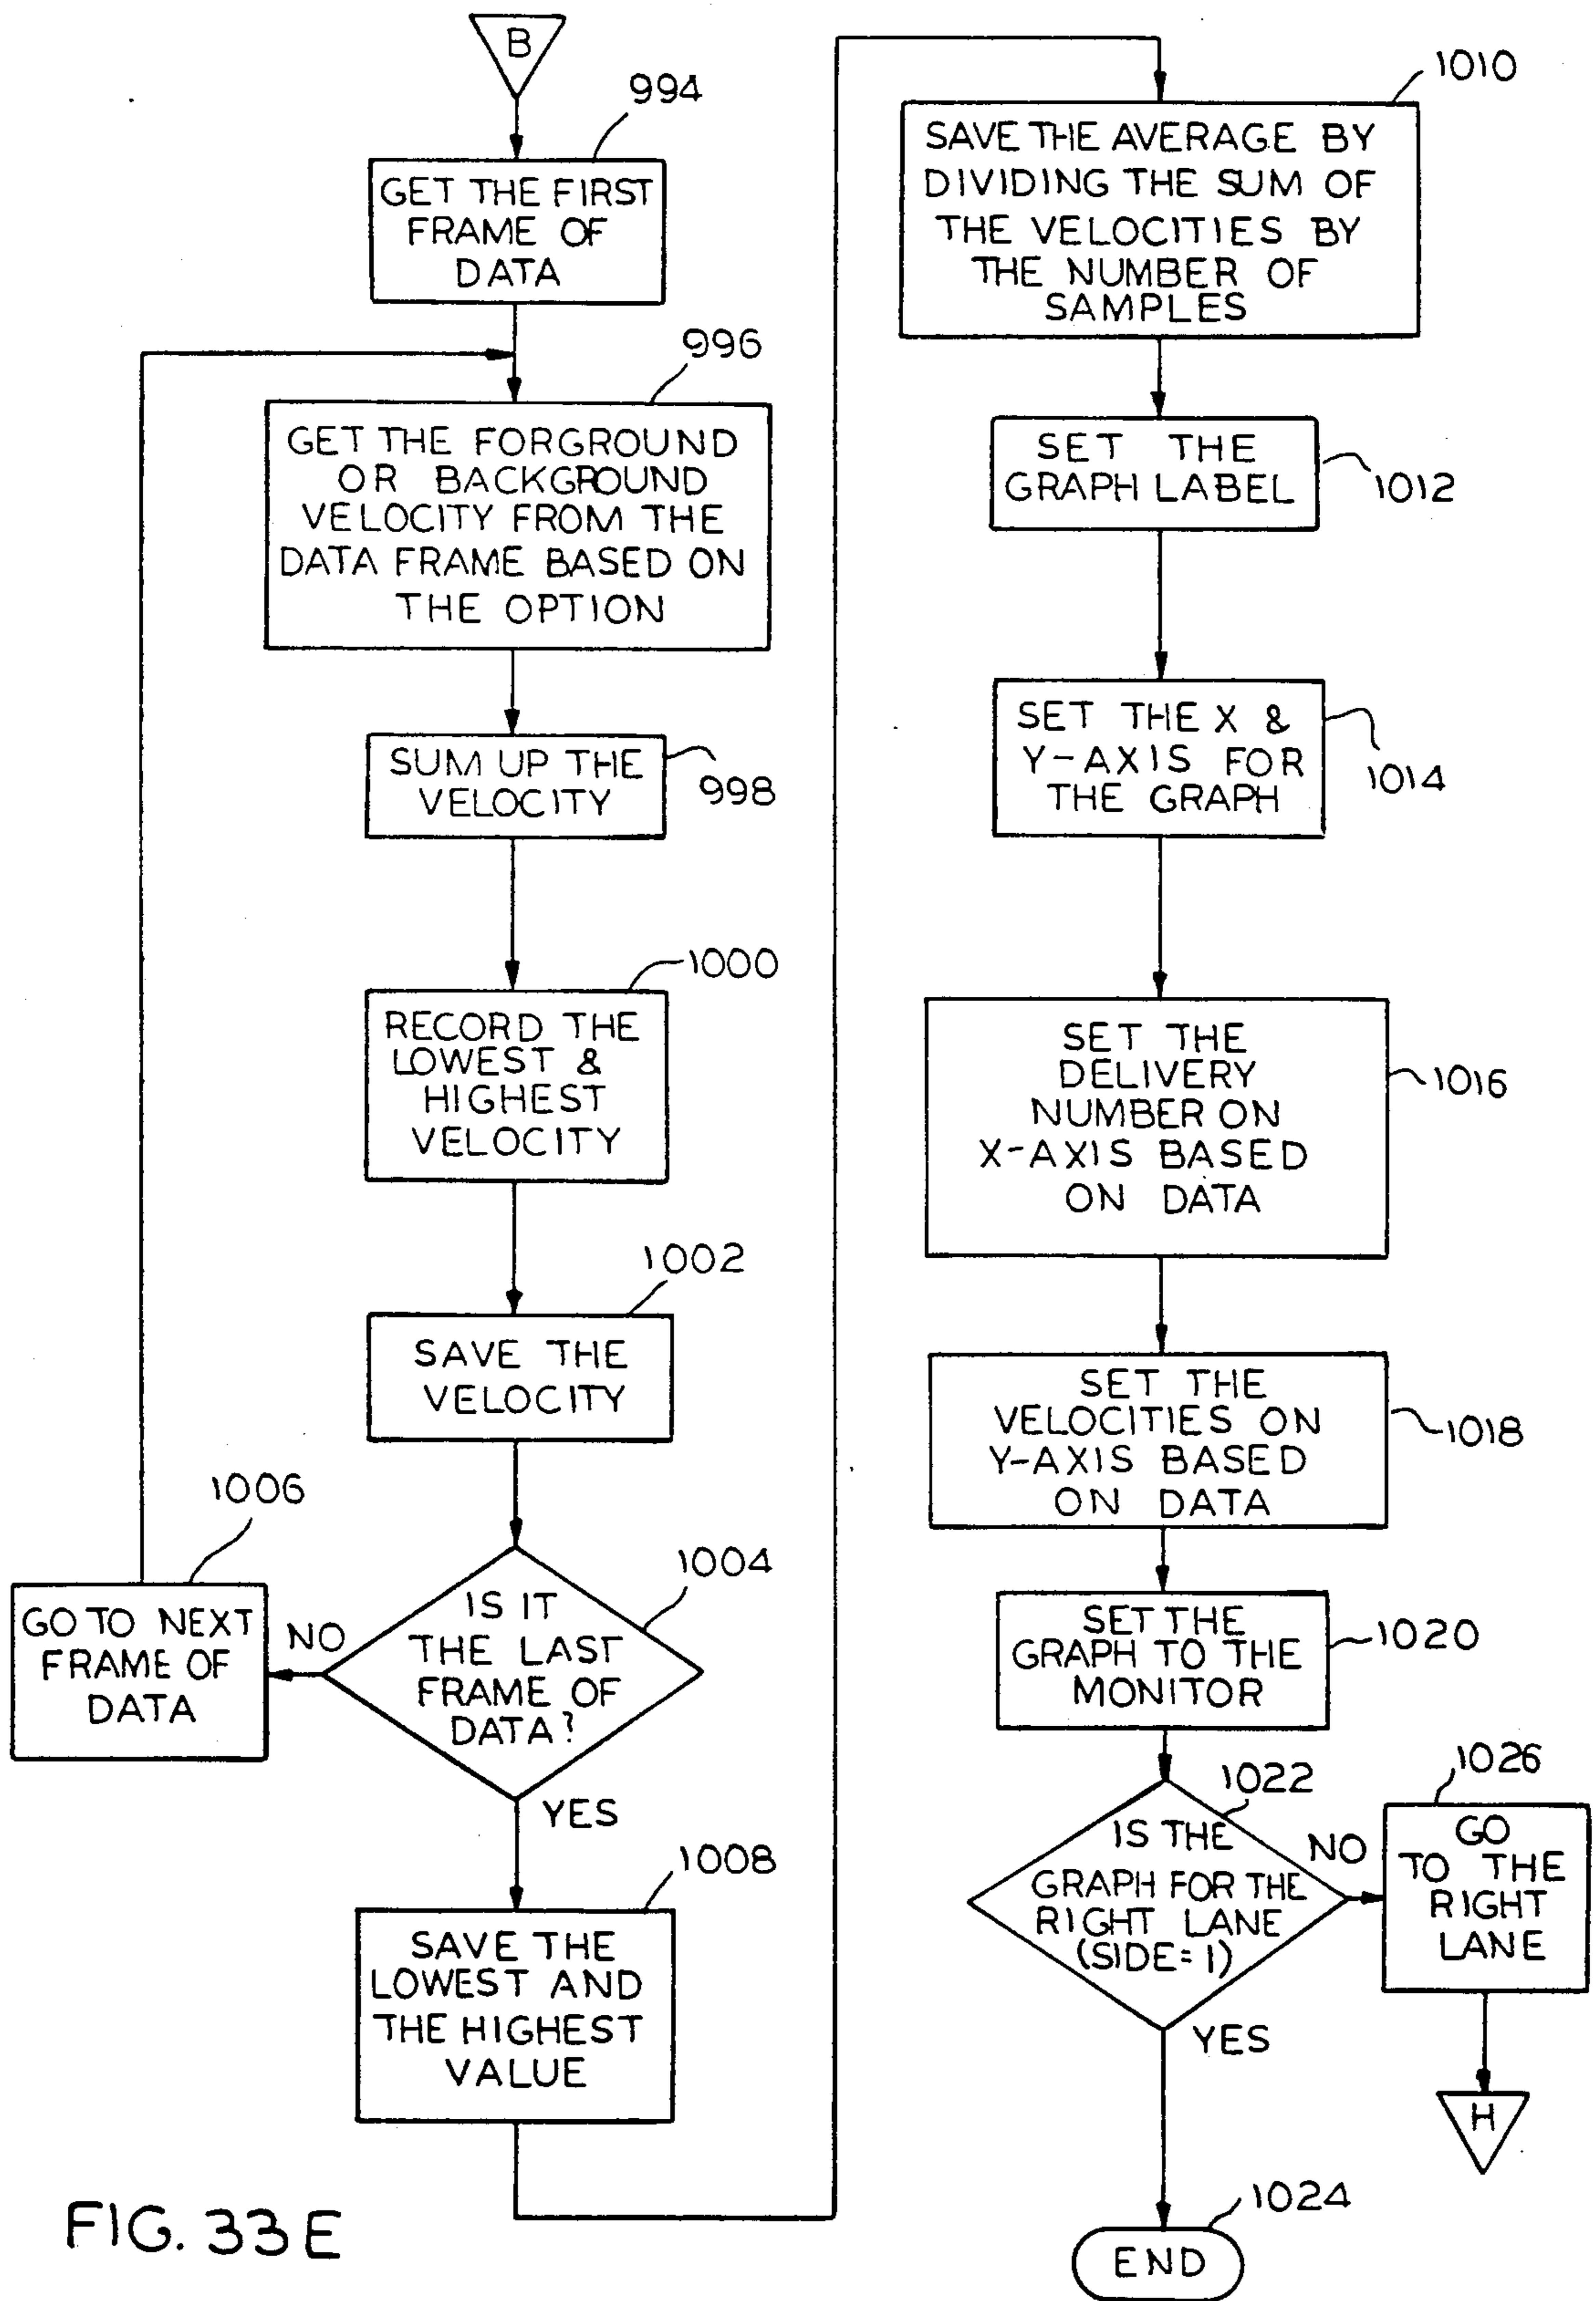 B
994
GET THE FIRST
FRAME OF
DATA
996
GET THE FORGROUND
OR BACKGROUND
VELOCITY FROM THE
DATA FRAME BASED ON
THE OPTION
SUM UP THE
VELOCITY
998
1000
RECORD THE
LOWEST &
HIGHEST
VELOCITY
1002
SAVE THE
VELOCITY
1004
IS IT
THE LAST
FRAME OF
DATA?
NO
1006
GO TO NEXT
FRAME OF
DATA
YES
1008
SAVE THE
LOWEST AND
THE HIGHEST
VALUE
1010
SAVE THE AVERAGE BY
DIVIDING THE SUM OF
THE VELOCITIES BY
THE NUMBER OF
SAMPLES
SET THE
GRAPH LABEL
1012
SET THE X &
Y-AXIS FOR
THE GRAPH
1014
SET THE
DELIVERY
NUMBER ON
X-AXIS BASED
ON DATA
1016
SET THE
VELOCITIES ON
Y-AXIS BASED
ON DATA
1018
SET THE
GRAPH TO THE
MONITOR
1020
1022
IS THE
GRAPH FOR THE
RIGHT LANE
(SIDE=1)
NO
1026
GO
TO THE
RIGHT
LANE
H
YES
1024
END
FIG. 33E